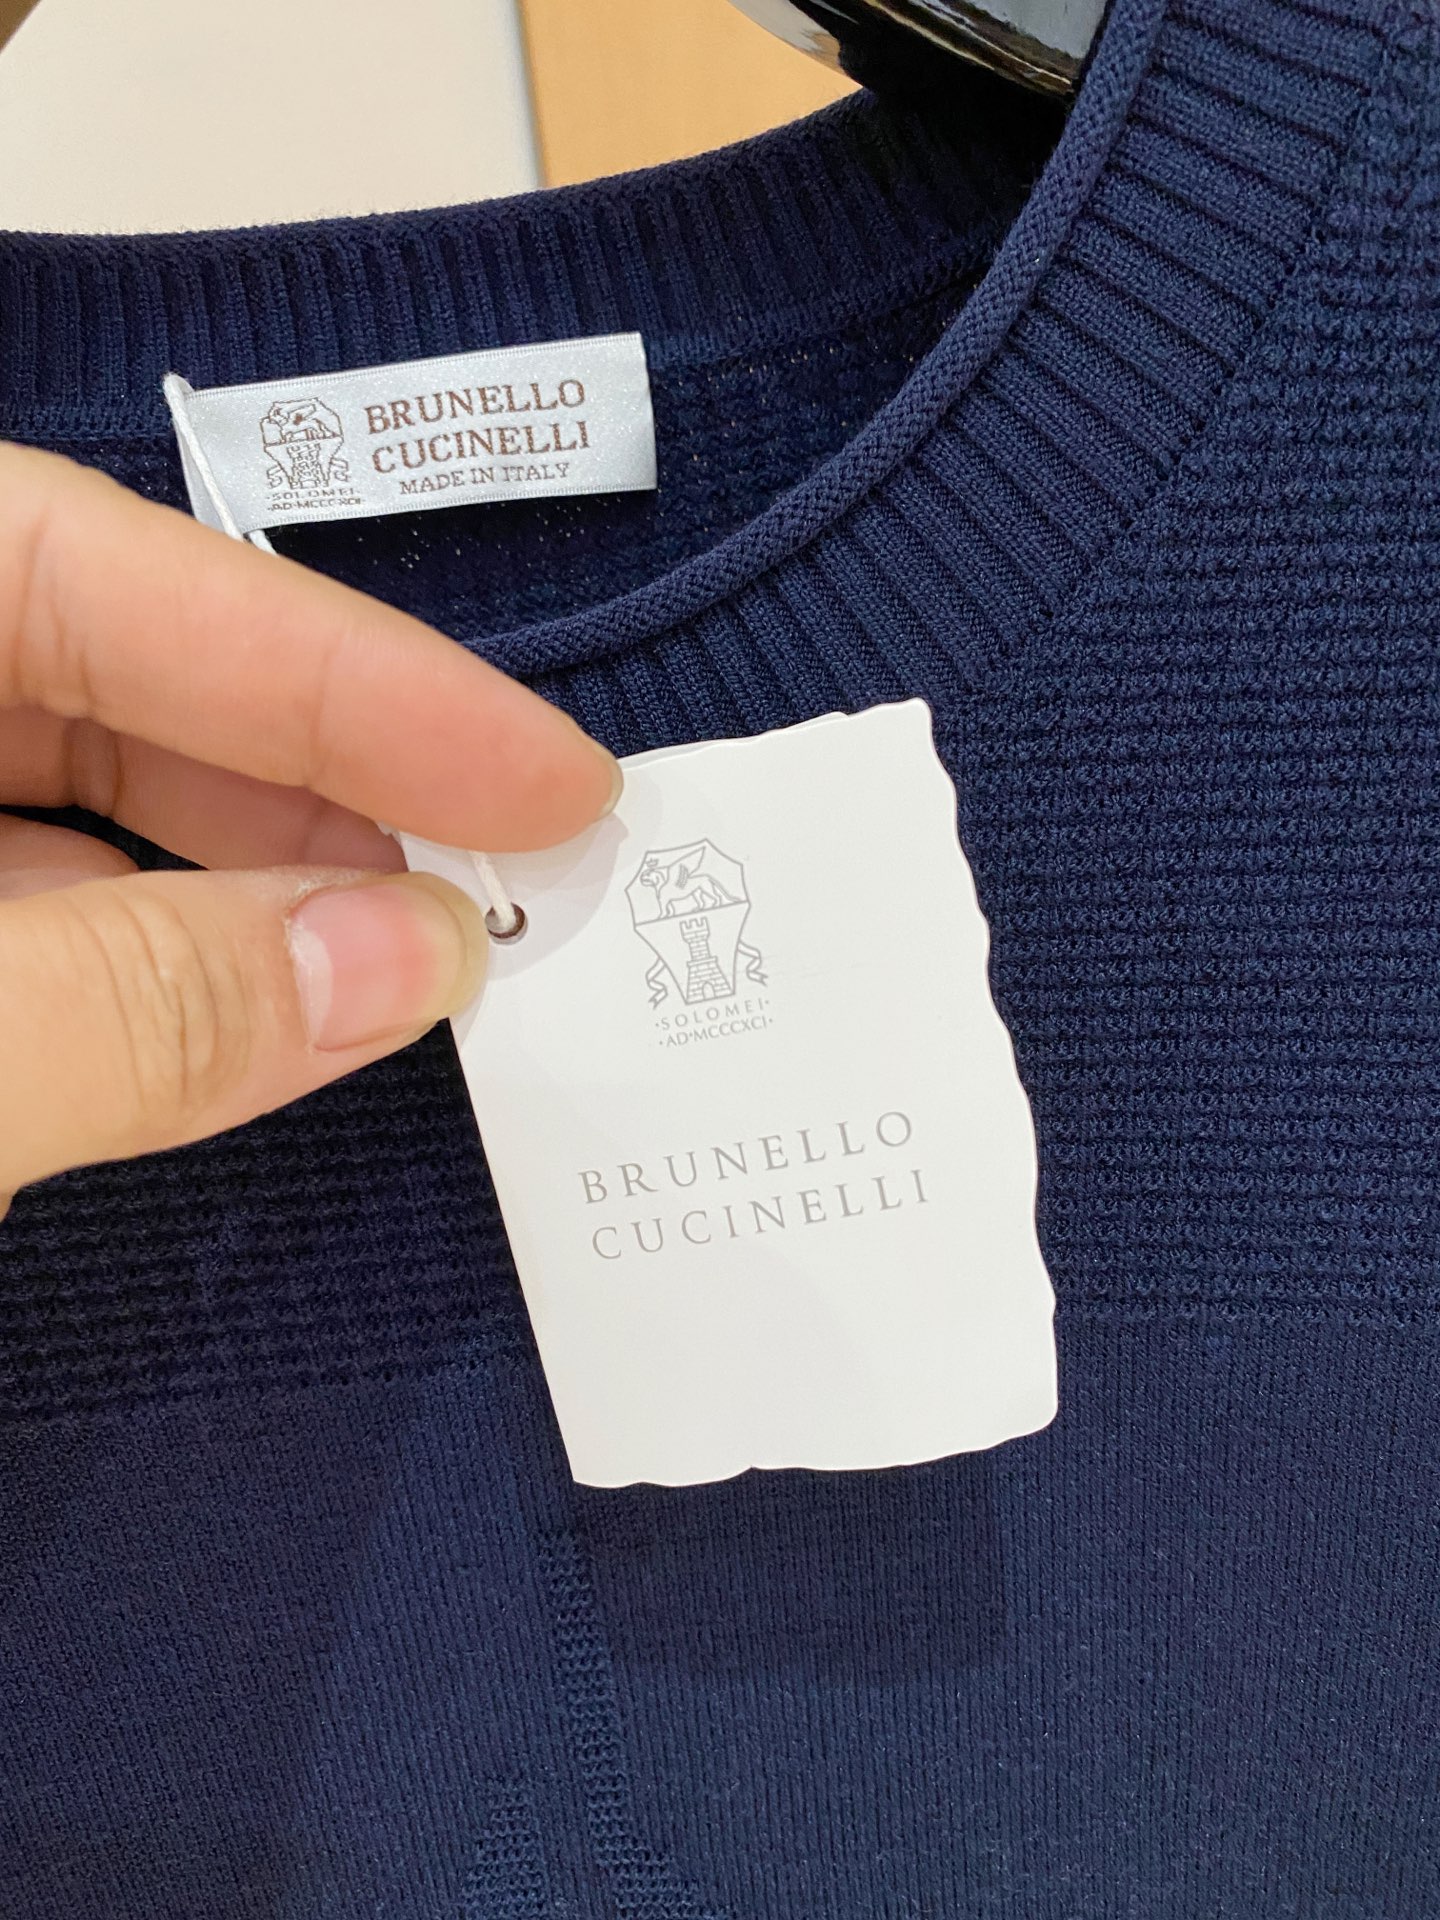 BRUNELLO
CUCINELLI
MADE IN ITALY
·SOLOMEI·
·AD·MCCCXCI·
·SOLOMEI·
·AD·MCCCXCI·
BRUNELLO
CUCINELLI